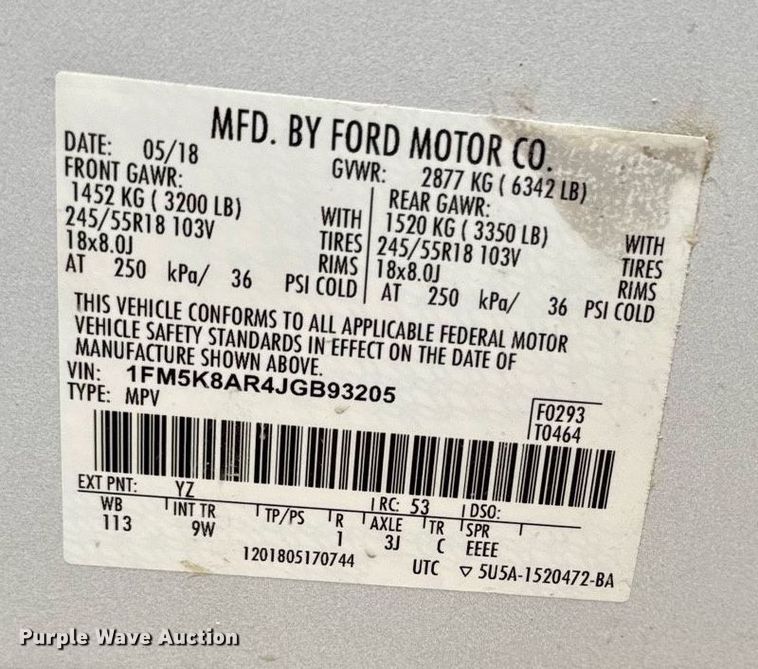 MFD. BY FORD MOTOR CO.
DATE: 05/18 GVWR: 2877 KG ( 6342 LB)
FRONT GAWR: REAR GAWR:
1452 KG ( 3200 LB) WITH 1520 KG ( 3350 LB) WITH
245/55R18 103V TIRES 245/55R18 103V TIRES
18x8.0J RIMS 18x8.0J RIMS
AT 250 kPa/ 36 PSI COLD AT 250 kPa/ 36 PSI COLD
THIS VEHICLE CONFORMS TO ALL APPLICABLE FEDERAL MOTOR
VEHICLE SAFETY STANDARDS IN EFFECT ON THE DATE OF
MANUFACTURE SHOWN ABOVE.
VIN: 1FM5K8AR4JGB93205
TYPE: MPV
F0293
T0464
EXT PNT: YZ RC: 53 DSO:
WB INT TR TP/PS R AXLE TR SPR
113 9W 1 3J C EEEE
1201805170744 UTC ▽ 5U5A-1520472-BA
Purple Wave Auction